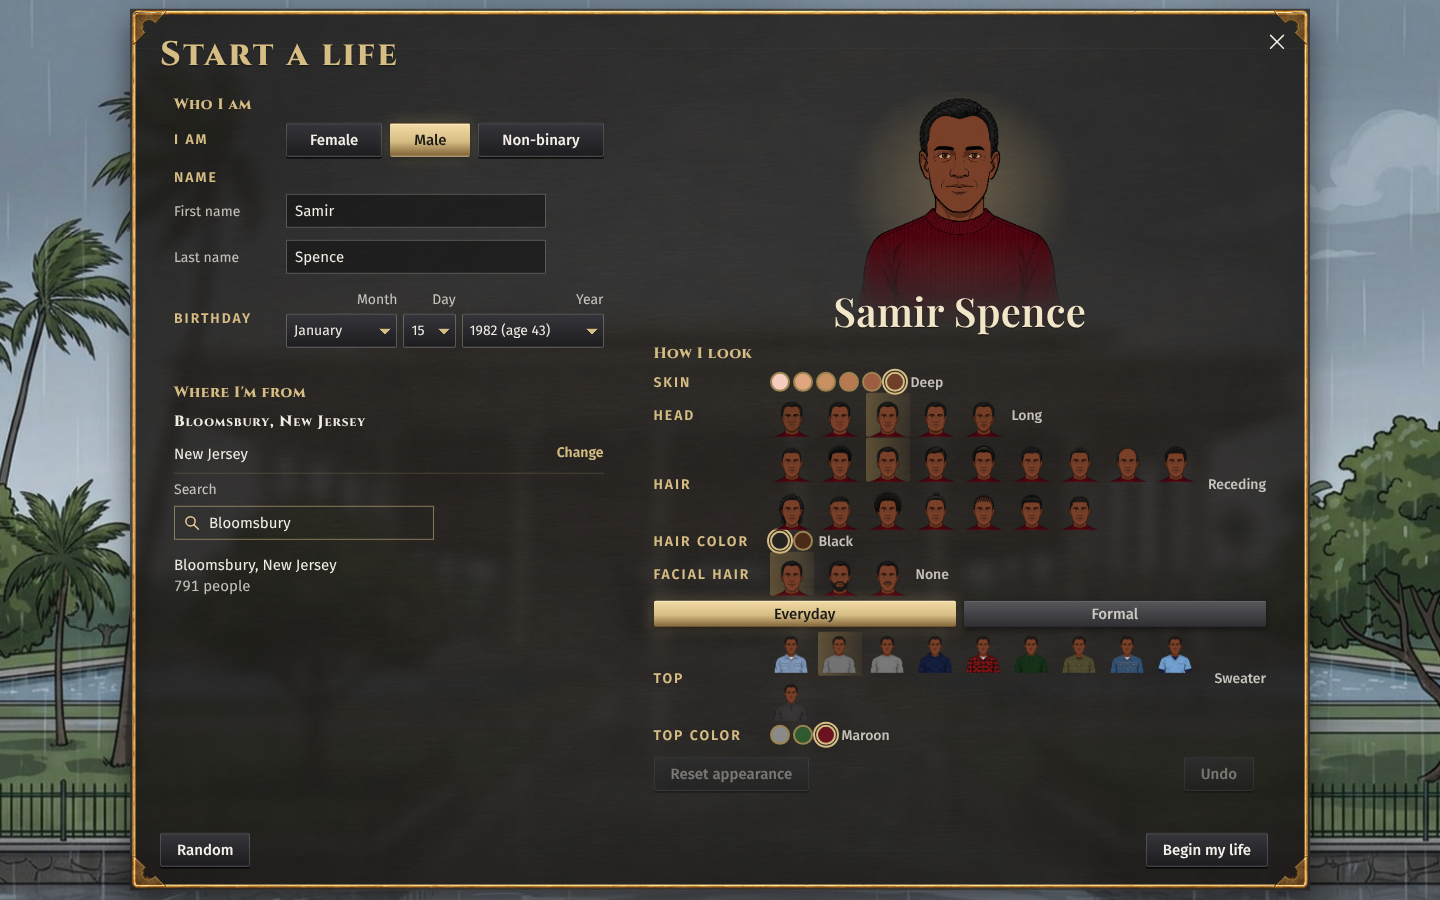 START A LIFE
WHO I AM
I AM
Female
Male
Non-binary
NAME
First name
Samir
Last name
Spence
Month
Day
Year
BIRTHDAY
January
15
1982 (age 43)
WHERE I'M FROM
BLOOMSBURY, NEW JERSEY
New Jersey
Change
Search
Bloomsbury
Bloomsbury, New Jersey
791 people
Random
Samir Spence
HOW I LOOK
SKIN
Deep
HEAD
Long
HAIR
Receding
HAIR COLOR
Black
FACIAL HAIR
None
Everyday
Formal
TOP
Sweater
TOP COLOR
Maroon
Reset appearance
Undo
Begin my life